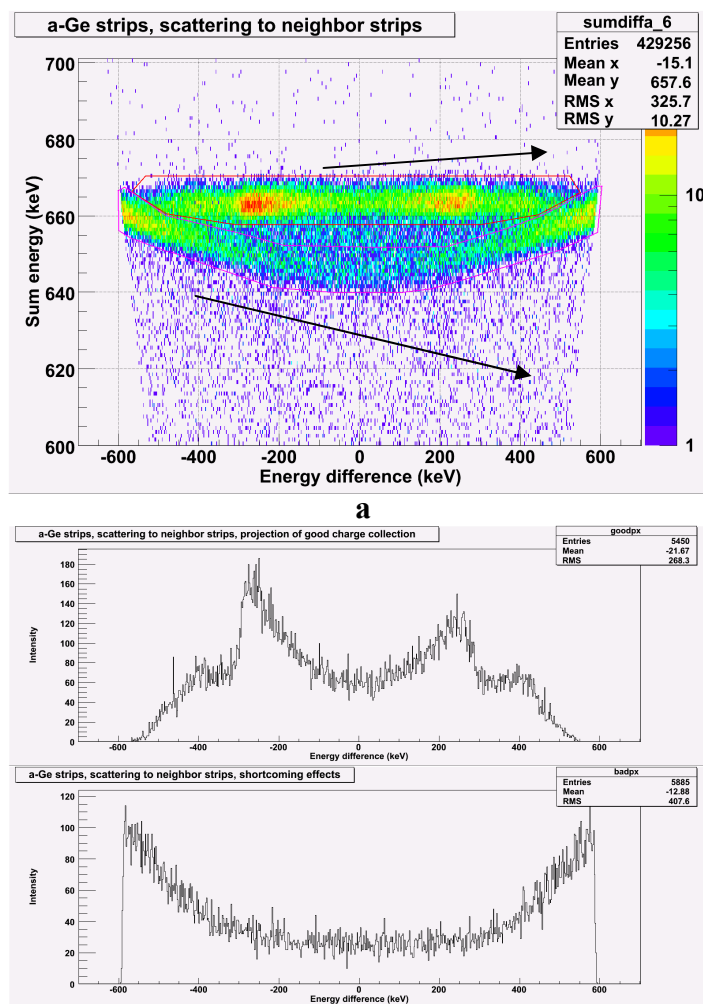 a-Ge strips, scattering to neighbor strips
sumdiffa_6
Entries 429256
Mean x -15.1
Mean y 657.6
RMS x 325.7
RMS y 10.27
700
680
660
640
620
600
Sum energy (keV)
10
1
-600 -400 -200 0 200 400 600
Energy difference (keV)
a
a-Ge strips, scattering to neighbor strips, projection of good charge collection
goodpx
Entries 5450
Mean -21.67
RMS 268.3
180
160
140
120
100
80
60
40
20
0
Intensity
-600 -400 -200 0 200 400 600
Energy difference (keV)
a-Ge strips, scattering to neighbor strips, shortcoming effects
badpx
Entries 5885
Mean -12.88
RMS 407.6
120
100
80
60
40
20
0
Intensity
-600 -400 -200 0 200 400 600
Energy difference (keV)